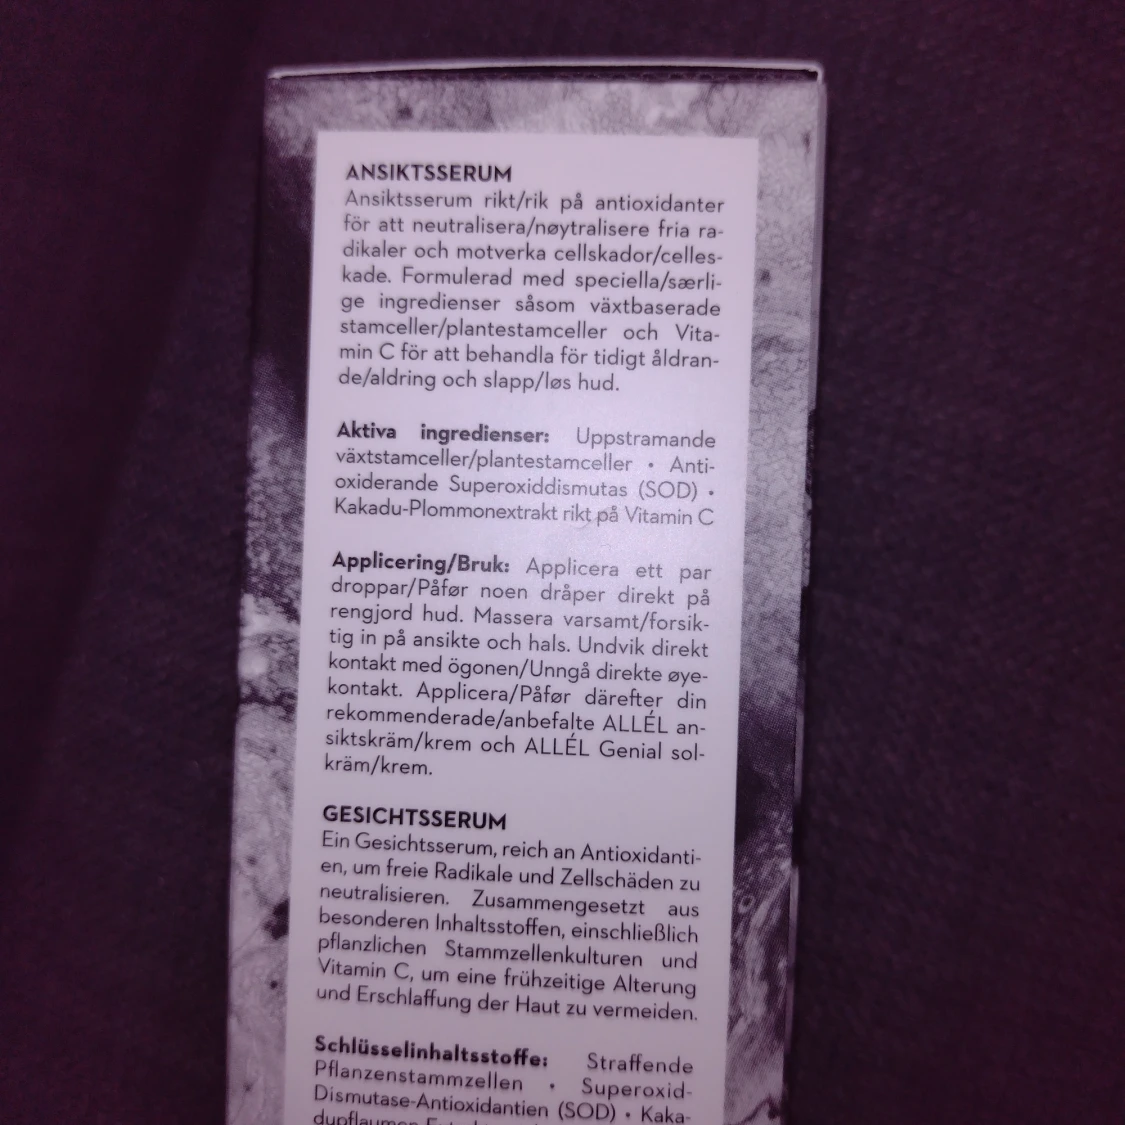 ANSIKTSSERUM
Ansiktsserum rikt/rik på antioxidanter
för att neutralisera/nøytralisere fria ra-
dikaler och motverka cellskador/celles-
kade. Formulerad med speciella/særli-
ge ingredienser såsom växtbaserade
stamceller/plantestamceller och Vita-
min C för att behandla för tidigt åldran-
de/aldring och slapp/løs hud.
Aktiva ingredienser: Uppstramande
växtstamceller/plantestamceller • Anti-
oxiderande Superoxiddismutas (SOD) •
Kakadu-Plommonextrakt rikt på Vitamin C
Applicering/Bruk: Applicera ett par
droppar/Påfør noen dråper direkt på
rengjord hud. Massera varsamt/forsik-
tig in på ansikte och hals. Undvik direkt
kontakt med ögonen/Unngå direkte øye-
kontakt. Applicera/Påfør därefter din
rekommenderade/anbefalte ALLÉL an-
siktskräm/krem och ALLÉL Genial sol-
kräm/krem.
GESICHTSSERUM
Ein Gesichtsserum, reich an Antioxidanti-
en, um freie Radikale und Zellschäden zu
neutralisieren. Zusammengesetzt aus
besonderen Inhaltsstoffen, einschließlich
pflanzlichen Stammzellenkulturen und
Vitamin C, um eine frühzeitige Alterung
und Erschlaffung der Haut zu vermeiden.
Schlüsselinhaltsstoffe: Straffende
Pflanzenstammzellen • Superoxid-
Dismutase-Antioxidantien (SOD) • Kaka-